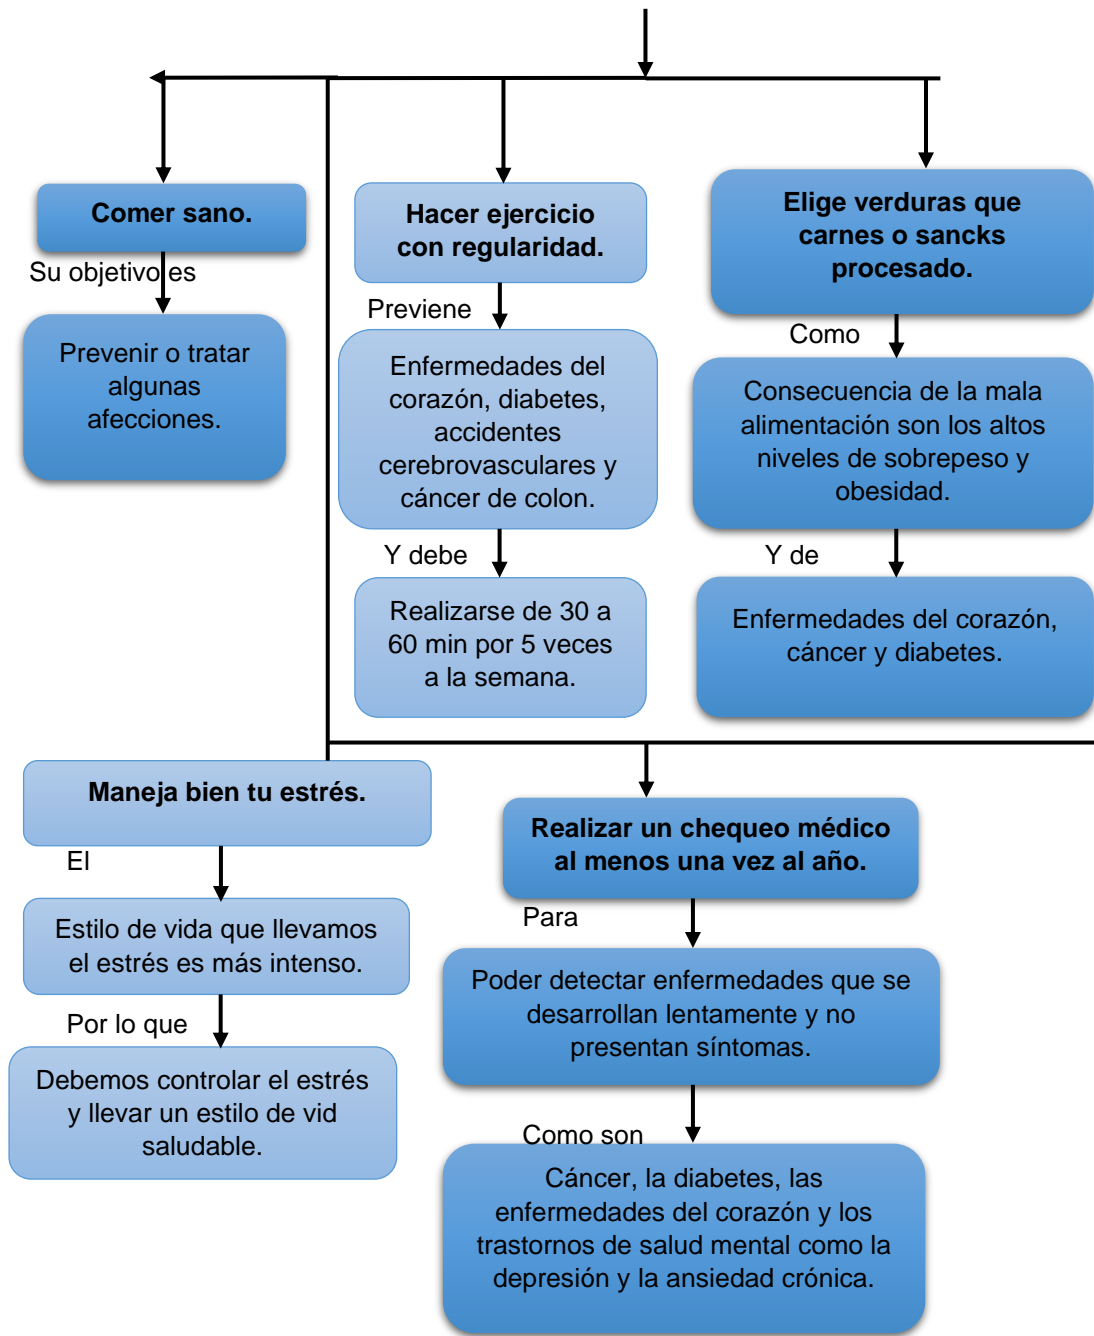 Comer sano.
Su objetivo es
Prevenir o tratar
algunas
afecciones.
Hacer ejercicio
con regularidad.
Previene
Enfermedades del
corazón, diabetes,
accidentes
cerebrovasculares y
cáncer de colon.
Y debe
Realizarse de 30 a
60 min por 5 veces
a la semana.
Elige verduras que
carnes o sancks
procesado.
Como
Consecuencia de la mala
alimentación son los altos
niveles de sobrepeso y
obesidad.
Y de
Enfermedades del corazón,
cáncer y diabetes.
Maneja bien tu estrés.
El
Estilo de vida que llevamos
el estrés es más intenso.
Por lo que
Debemos controlar el estrés
y llevar un estilo de vid
saludable.
Realizar un chequeo médico
al menos una vez al año.
Para
Poder detectar enfermedades que se
desarrollan lentamente y no
presentan síntomas.
Como son
Cáncer, la diabetes, las
enfermedades del corazón y los
trastornos de salud mental como la
depresión y la ansiedad crónica.